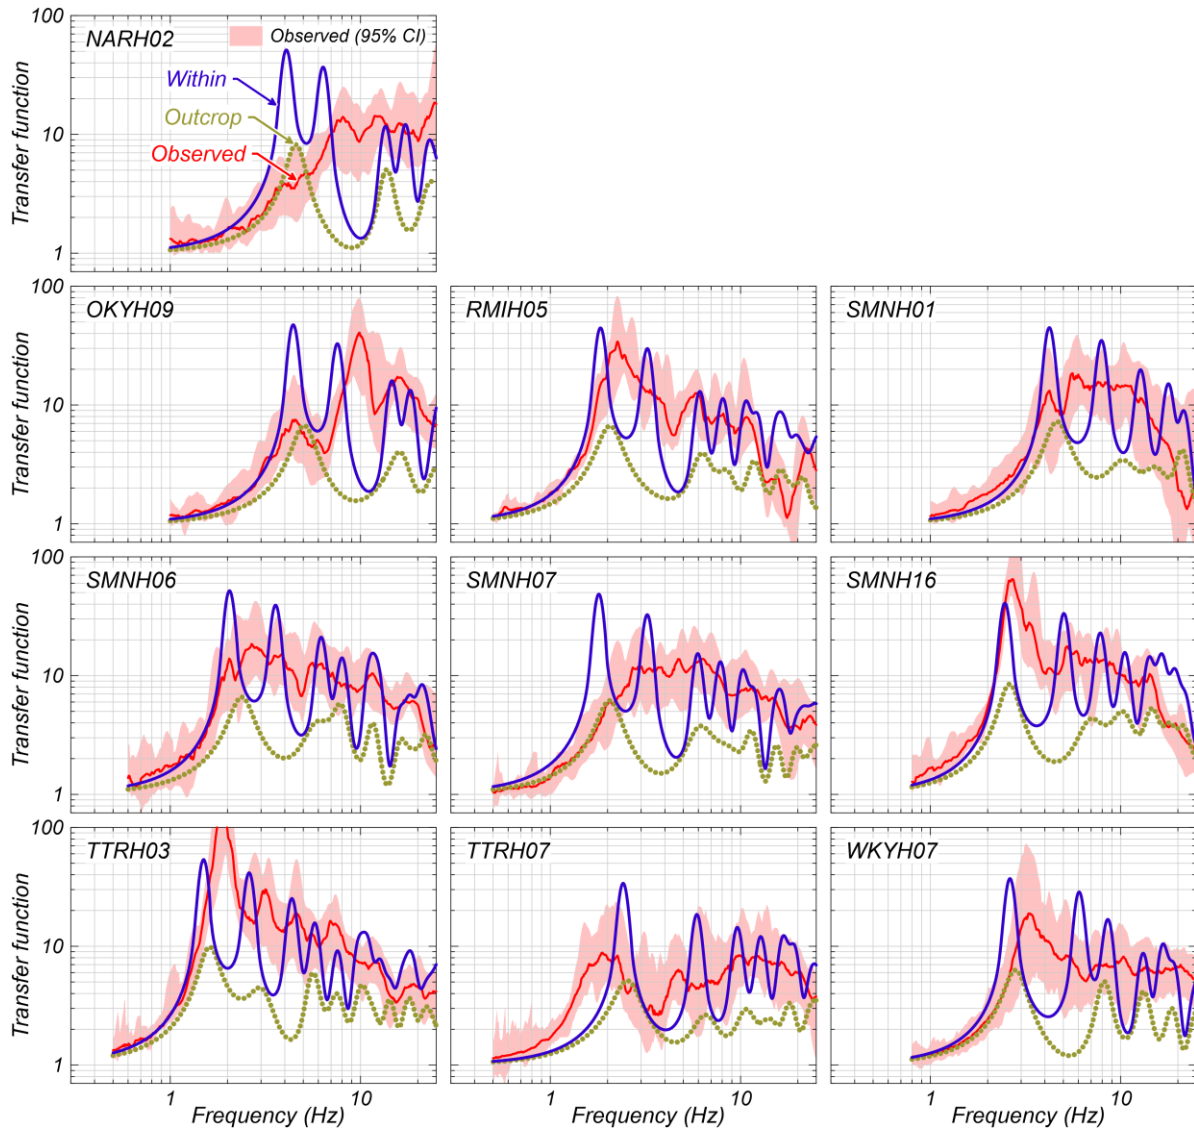 100
NARH02
Observed (95% CI)
Within
Outcrop
Observed
10
1
Transfer function
100
OKYH09
RMIH05
SMNH01
10
1
Transfer function
100
SMNH06
SMNH07
SMNH16
10
1
Transfer function
100
TTRH03
TTRH07
WKYH07
10
1
Transfer function
1 10
1 10
1 10
Frequency (Hz)
Frequency (Hz)
Frequency (Hz)